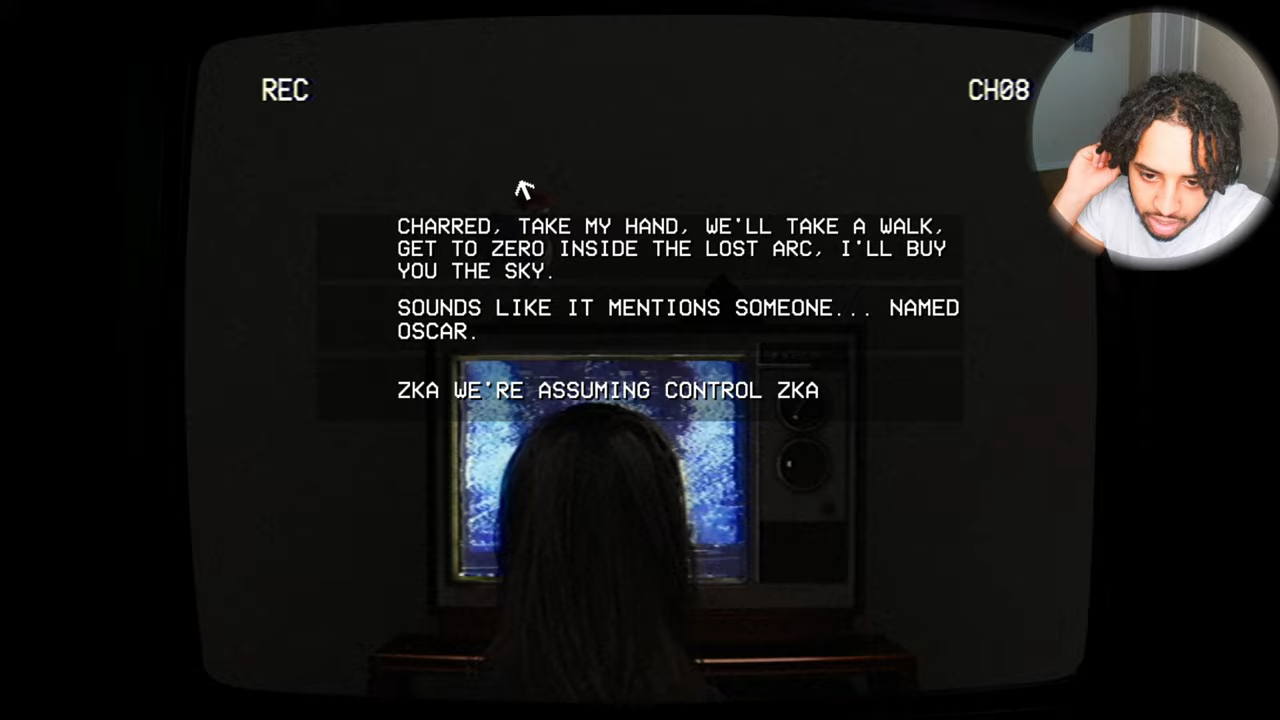 REC
CH08
CHARRED, TAKE MY HAND, WE'LL TAKE A WALK,
GET TO ZERO INSIDE THE LOST ARC, I'LL BUY
YOU THE SKY.
SOUNDS LIKE IT MENTIONS SOMEONE... NAMED
OSCAR.
ZKA WE'RE ASSUMING CONTROL ZKA